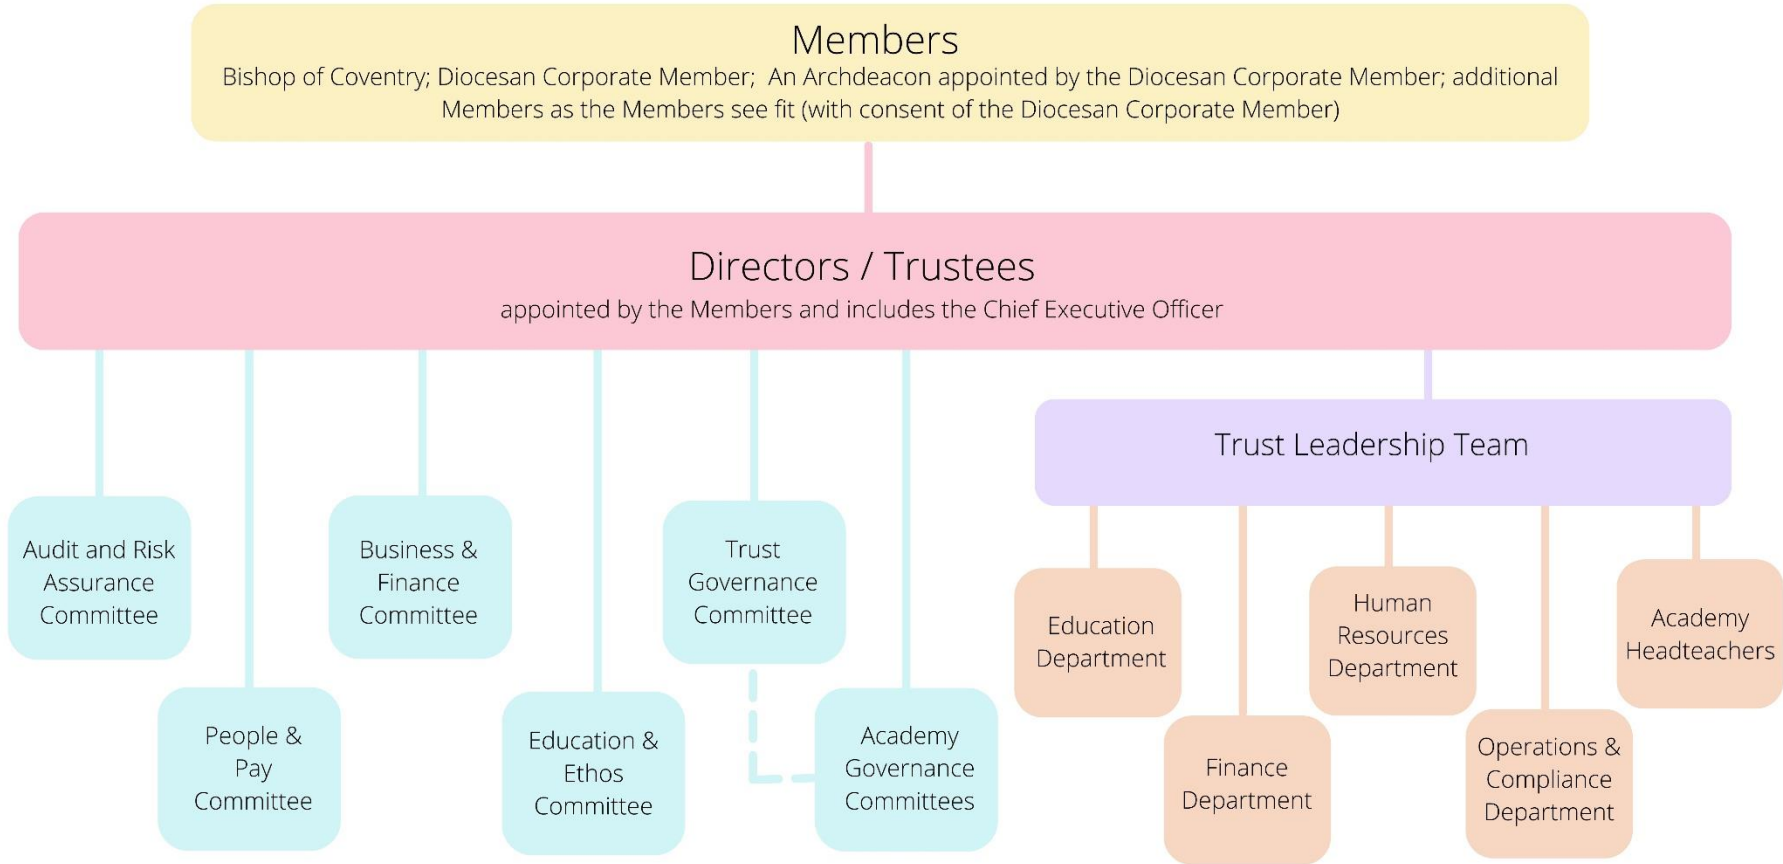 Members
Bishop of Coventry; Diocesan Corporate Member;  An Archdeacon appointed by the Diocesan Corporate Member; additional
Members as the Members see fit (with consent of the Diocesan Corporate Member)
Directors / Trustees
appointed by the Members and includes the Chief Executive Officer
Trust Leadership Team
Audit and Risk
Assurance
Committee
People &
Pay
Committee
Business &
Finance
Committee
Education &
Ethos
Committee
Trust
Governance
Committee
Academy
Governance
Committees
Education
Department
Finance
Department
Human
Resources
Department
Operations &
Compliance
Department
Academy
Headteachers